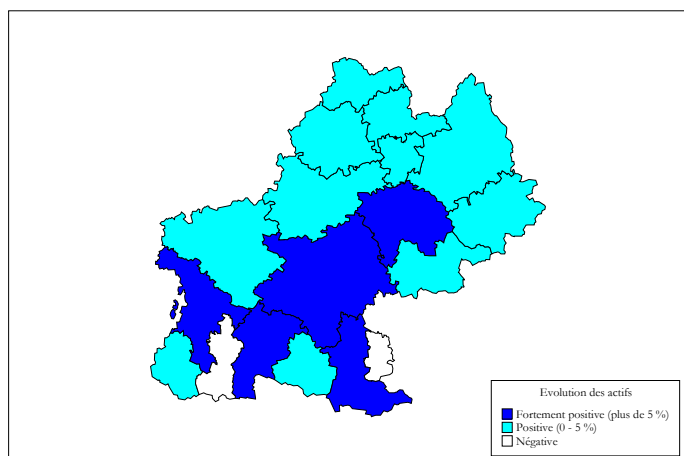 Evolution des actifs
Fortement positive (plus de 5 %)
Positive (0 - 5 %)
Négative